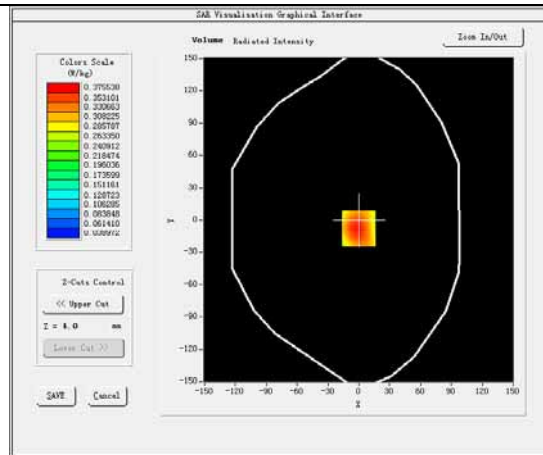 SAR Visualisation Graphical Interface
Volume Radiated Intensity
Zoom In/Out
Colors Scale
(W/kg)
0.375530
0.353101
0.330663
0.308225
0.285787
0.263350
0.240912
0.218474
0.196036
0.173599
0.151161
0.128723
0.106285
0.083848
0.061410
0.038972
150
120
90
60
30
0
-30
-60
-90
-120
-150
Y
-150 -120 -90 -60 -30 0 30 60 90 120 150
X
Z-Cuts Control
<< Upper Cut
Z = 4.0 mm
Lower Cut >>
SAVE
Cancel